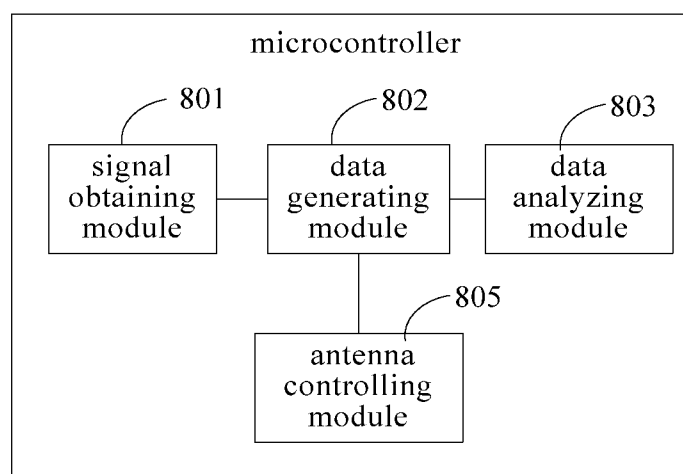 microcontroller
801
802
803
signal
obtaining
module
data
generating
module
data
analyzing
module
805
antenna
controlling
module